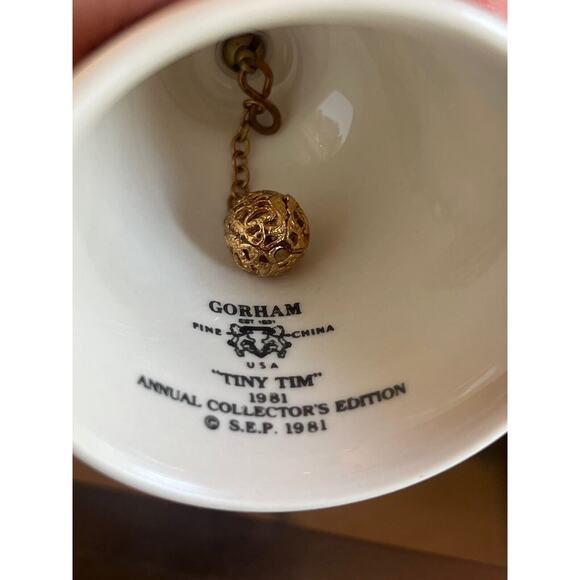 GORHAM
EST 1831
FINE CHINA
USA
"TINY TIM"
1981
ANNUAL COLLECTOR'S EDITION
© S.E.P. 1981